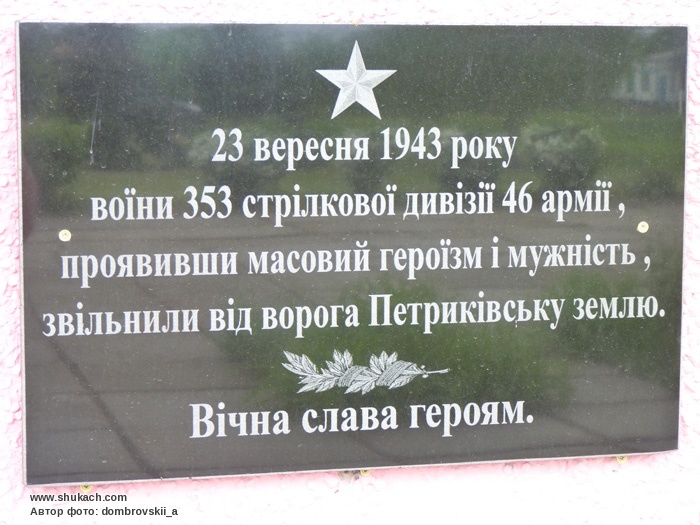 23 вересня 1943 року
воїни 353 стрілкової дивізії 46 армії ,
проявивши масовий героїзм і мужність ,
звільнили від ворога Петриківську землю.
Вічна слава героям.
www.shukach.com
Автор фото: dombrovskii_a